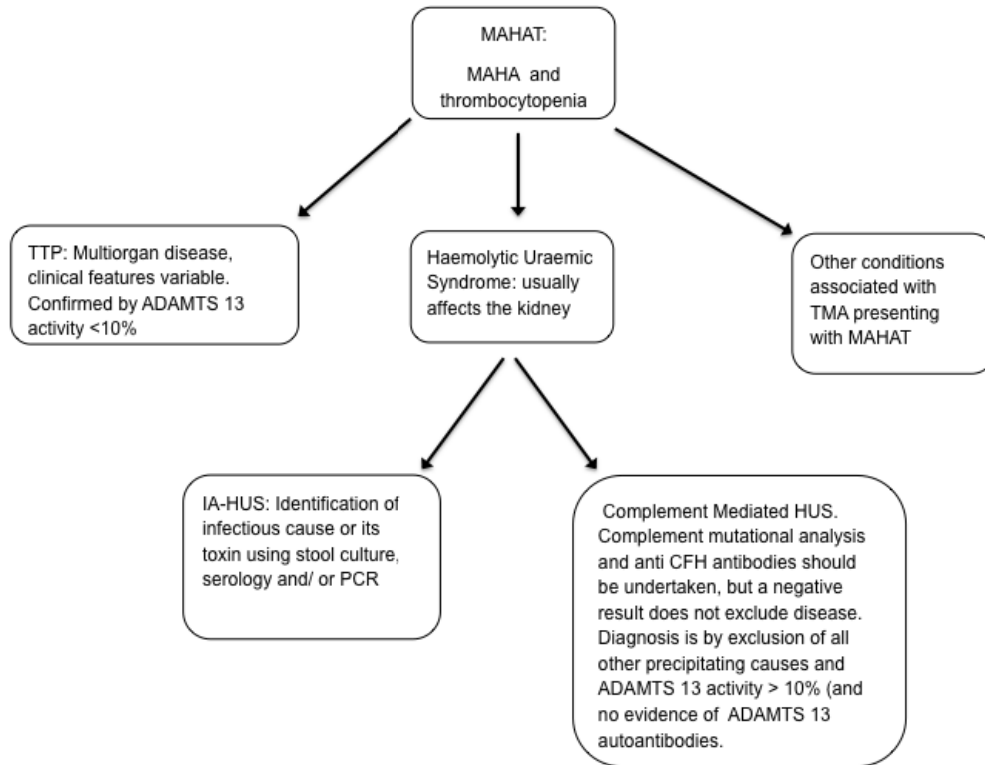 MAHAT:
MAHA and
thrombocytopenia
TTP: Multiorgan disease,
clinical features variable.
Confirmed by ADAMTS 13
activity <10%
Haemolytic Uraemic
Syndrome: usually
affects the kidney
Other conditions
associated with
TMA presenting
with MAHAT
IA-HUS: Identification of
infectious cause or its
toxin using stool culture,
serology and/ or PCR
Complement Mediated HUS.
Complement mutational analysis
and anti CFH antibodies should
be undertaken, but a negative
result does not exclude disease.
Diagnosis is by exclusion of all
other precipitating causes and
ADAMTS 13 activity > 10% (and
no evidence of ADAMTS 13
autoantibodies.